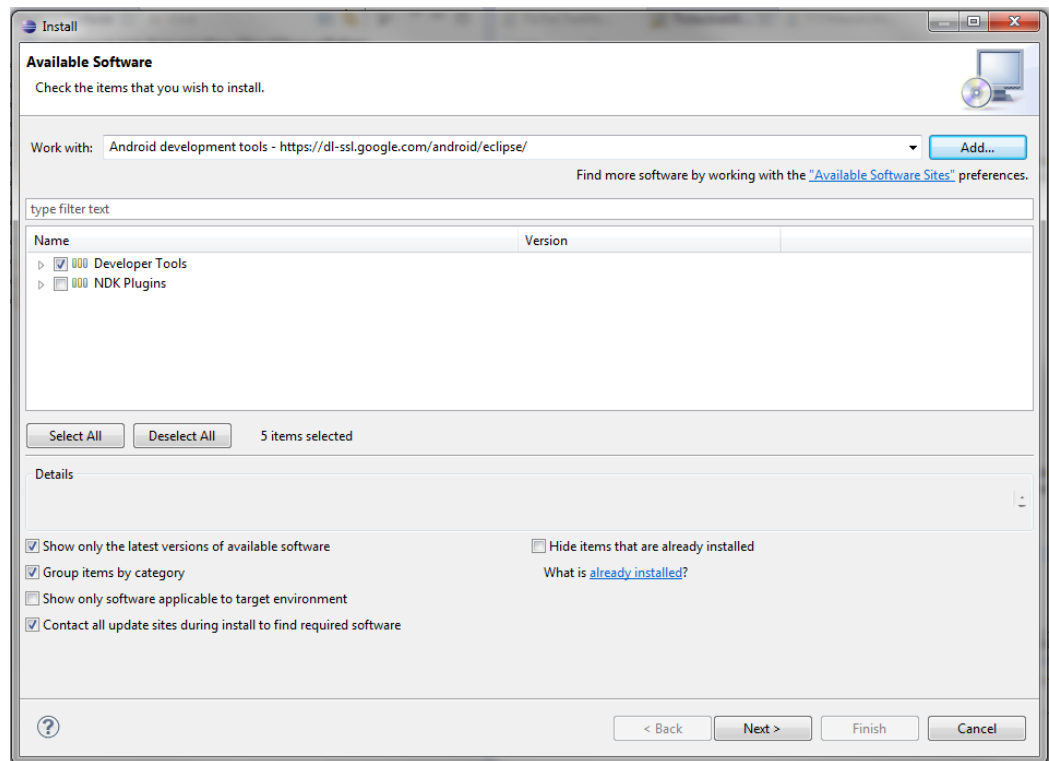 Install
Available Software
Check the items that you wish to install.
Work with: Android development tools - https://dl-ssl.google.com/android/eclipse/ Add...
Find more software by working with the "Available Software Sites" preferences.
type filter text
Name Version
Developer Tools
NDK Plugins
Select All Deselect All 5 items selected
Details
Show only the latest versions of available software Hide items that are already installed
Group items by category What is already installed?
Show only software applicable to target environment
Contact all update sites during install to find required software
? < Back Next > Finish Cancel